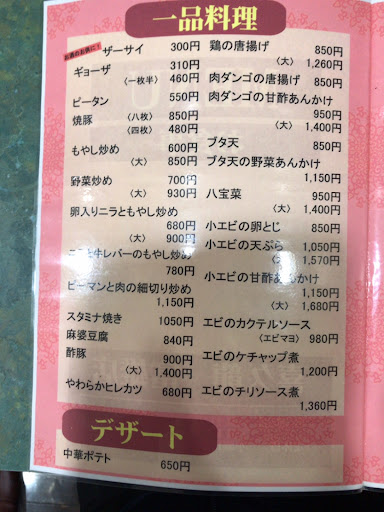 一品料理
お酒のお供に！
ザーサイ 300円
ギョーザ 310円
〈一枚半〉 460円
ピータン 550円
焼豚 〈八枚〉 850円
〈四枚〉 480円
もやし炒め 600円
〈大〉 850円
野菜炒め 700円
〈大〉 930円
卵入りニラともやし炒め
680円
〈大〉 900円
ニラと牛レバーのもやし炒め
780円
ピーマンと肉の細切り炒め
1,150円
スタミナ焼き 1050円
麻婆豆腐 840円
酢豚 900円
〈大〉 1,400円
やわらかヒレカツ 680円
鶏の唐揚げ 850円
〈大〉 1,260円
肉ダンゴの唐揚げ 850円
肉ダンゴの甘酢あんかけ
950円
〈大〉 1,400円
ブタ天 850円
ブタ天の野菜あんかけ
1,150円
八宝菜 950円
〈大〉 1,400円
小エビの卵とじ 850円
小エビの天ぷら 1,050円
〈大〉 1,570円
小エビの甘酢あんかけ
1,150円
〈大〉 1,680円
エビのカクテルソース
〈エビマヨ〉 980円
エビのケチャップ煮
1,200円
エビのチリソース煮
1,360円
デザート
中華ポテト 650円